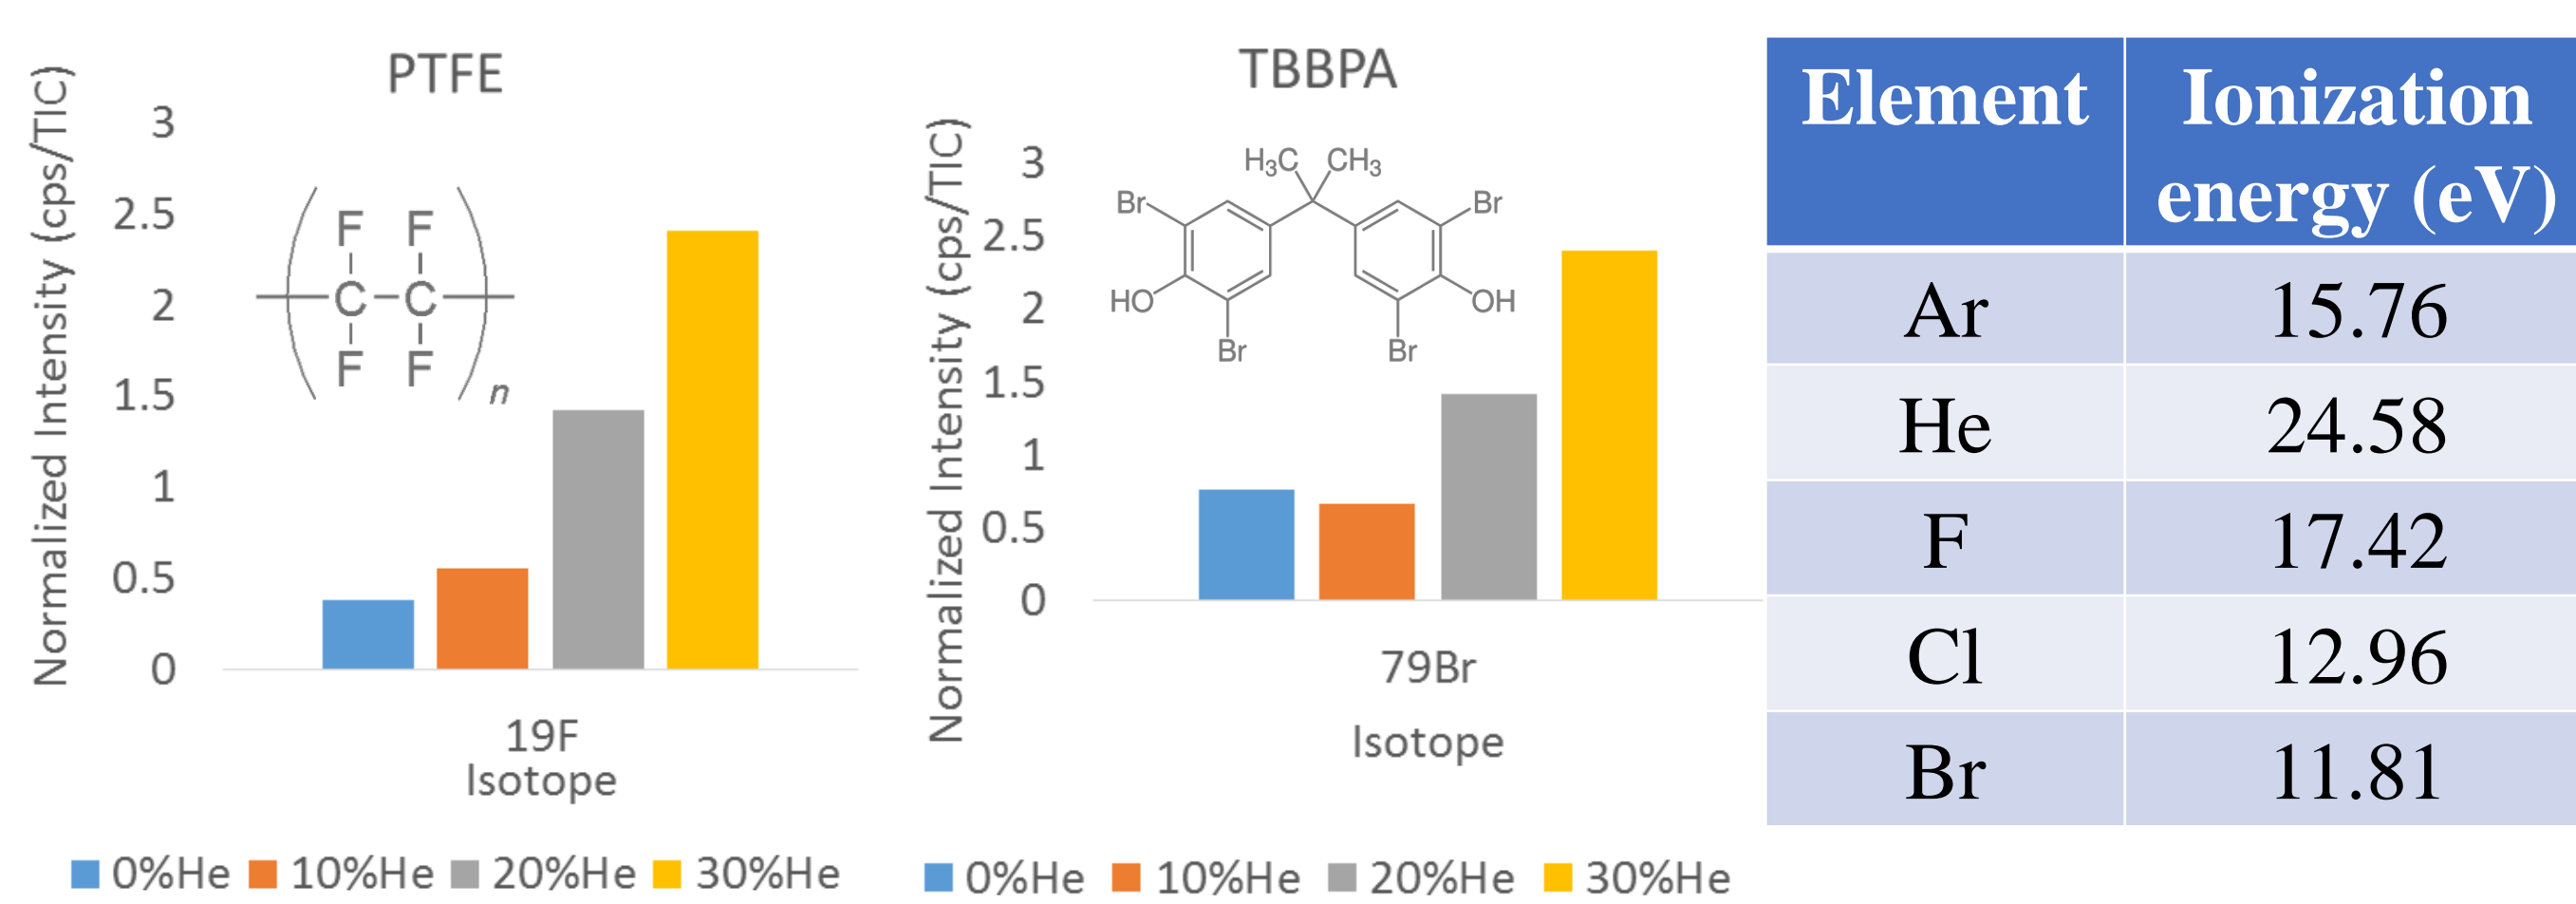 PTFE
Normalized Intensity (cps/TIC)
3
2.5
2
1.5
1
0.5
0
F F
C C
F F
n
19F
Isotope
0%He 10%He 20%He 30%He
TBBPA
Normalized Intensity (cps/TIC)
3
2.5
2
1.5
1
0.5
0
H₃C CH₃
Br Br
HO OH
Br Br
79Br
Isotope
0%He 10%He 20%He 30%He
Element Ionization
energy (eV)
Ar 15.76
He 24.58
F 17.42
Cl 12.96
Br 11.81